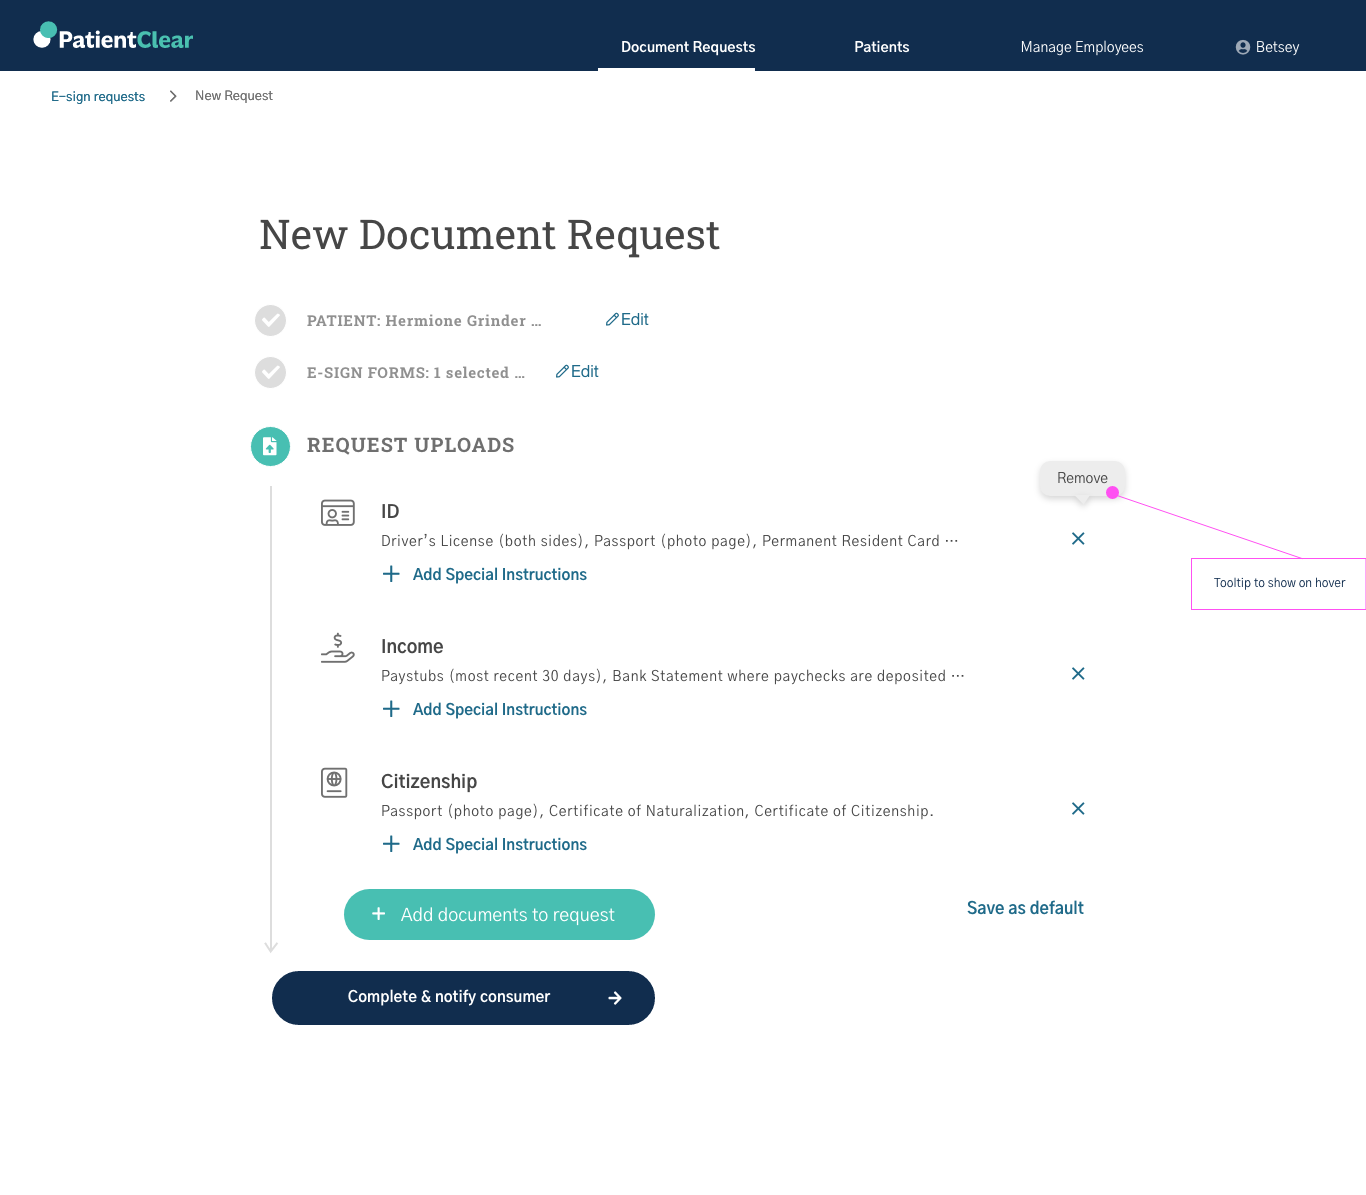 PatientClear
Document Requests
Patients
Manage Employees
Betsey
E-sign requests
New Request
New Document Request
PATIENT: Hermione Grinder ...
Edit
E-SIGN FORMS: 1 selected ...
Edit
REQUEST UPLOADS
Remove
ID
Driver’s License (both sides), Passport (photo page), Permanent Resident Card ···
Add Special Instructions
Tooltip to show on hover
Income
Paystubs (most recent 30 days), Bank Statement where paychecks are deposited ···
Add Special Instructions
Citizenship
Passport (photo page), Certificate of Naturalization, Certificate of Citizenship.
Add Special Instructions
Add documents to request
Save as default
Complete & notify consumer